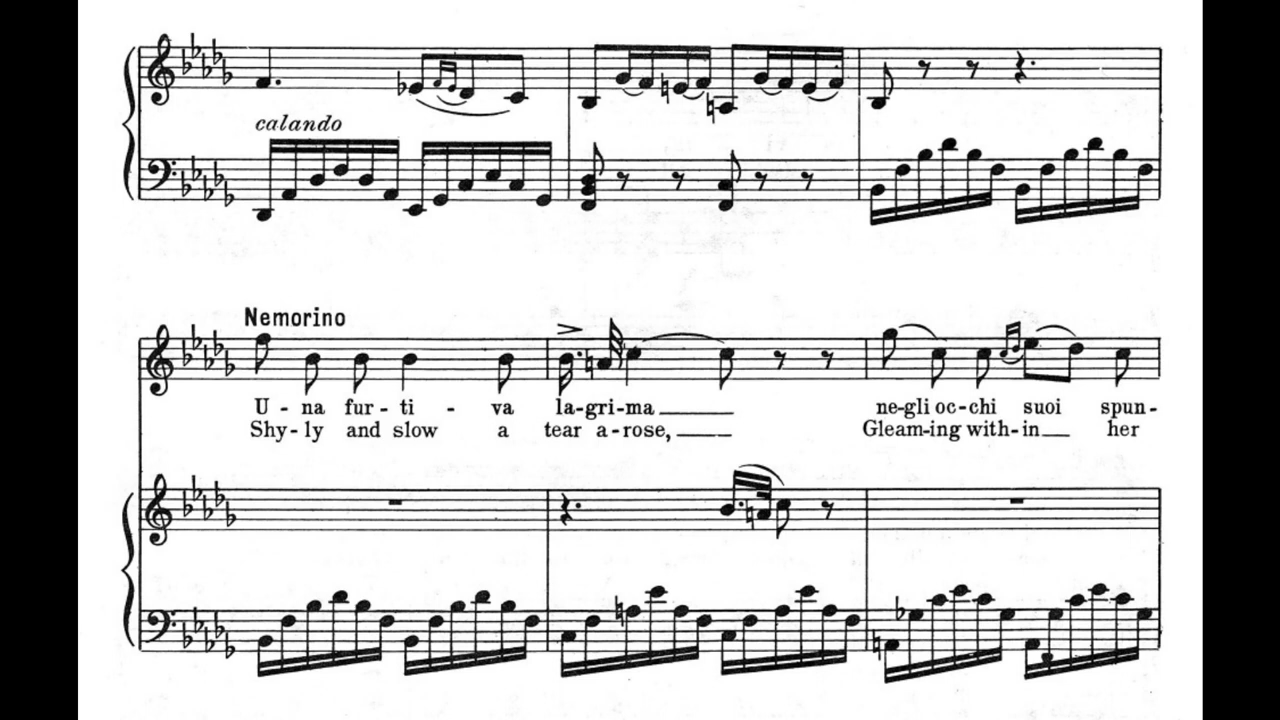 calando
Nemorino
U - na fur - ti - va la-gri-ma ne-gli oc-chi suoi spun-
Shy-ly and slow a tear a-rose, Gleam-ing with-in her